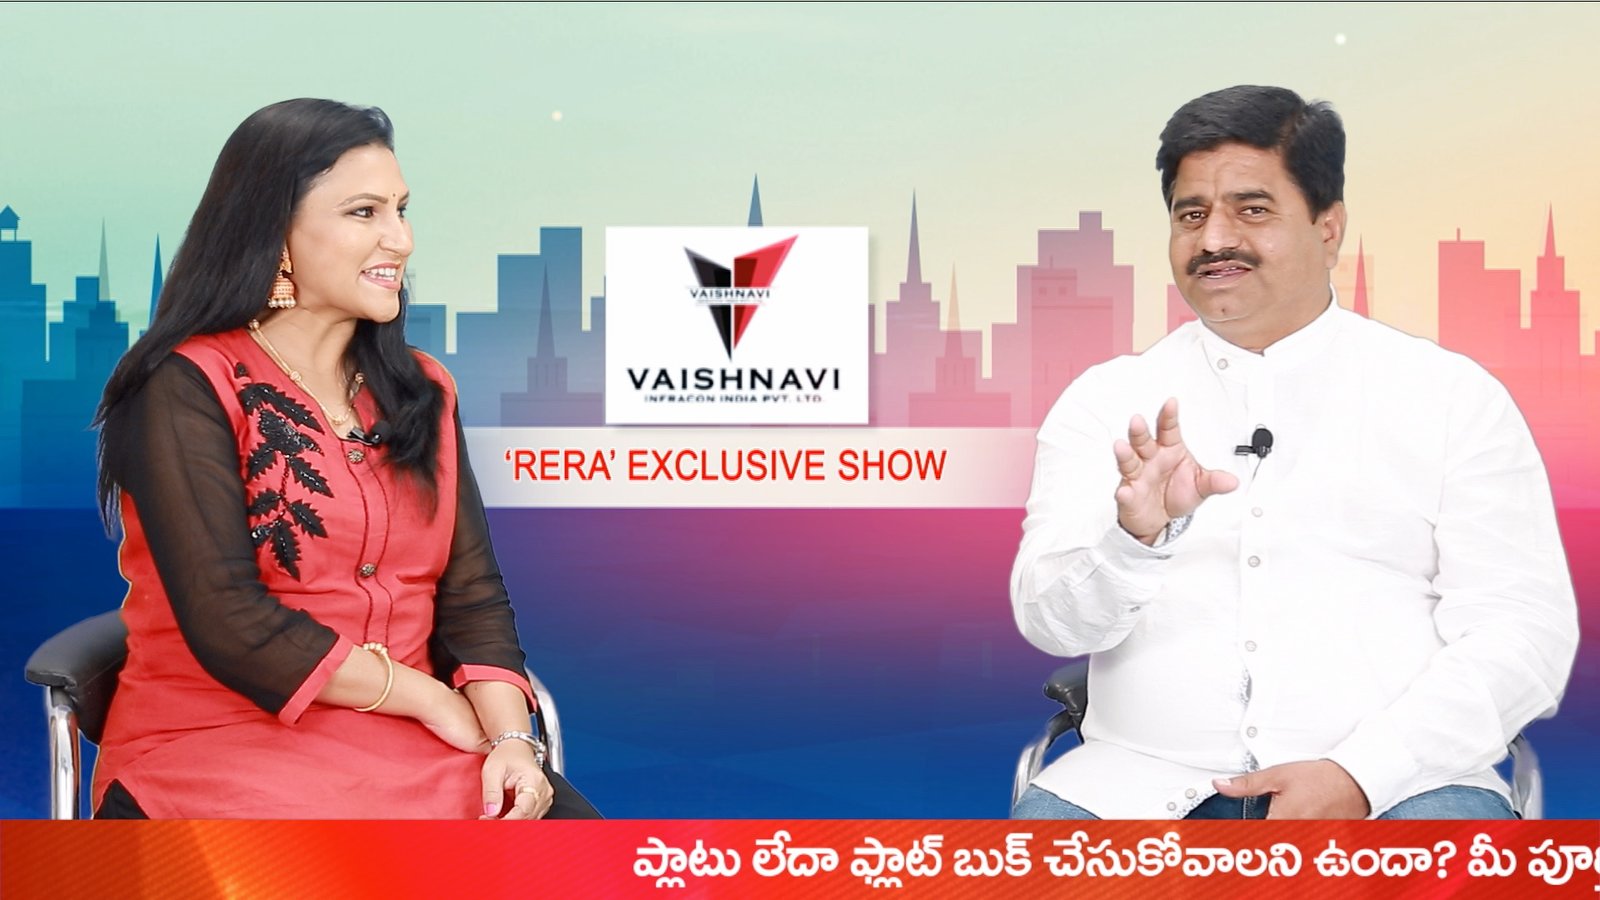 VAISHNAVI
VAISHNAVI
INFRACON INDIA PVT. LTD.
‘RERA’ EXCLUSIVE SHOW
ప్లాటు లేదా ఫ్లాట్ బుక్ చేసుకోవాలని ఉందా? మీ